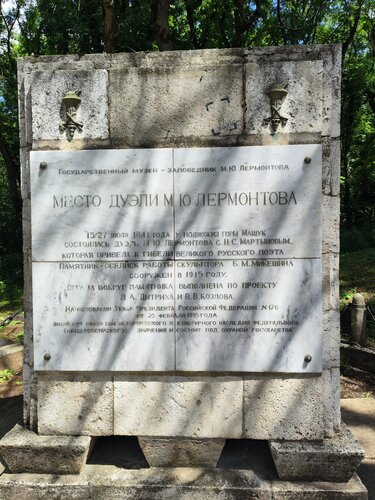 Государственный музей - заповедник М.Ю. Лермонтова
МЕСТО ДУЭЛИ М.Ю. ЛЕРМОНТОВА
15/27 июля 1841 года у подножия горы Машук
состоялась дуэль М.Ю. Лермонтова с Н.С. Мартыновым,
которая привела к гибели великого русского поэта
Памятник-обелиск работы скульптора Б.М. Микешина
сооружен в 1915 году.
Ограда вокруг памятника выполнена по проекту
Л.А. Дитриха и В.В. Козлова.
На основании Указа Президента Российской Федерации № 176
от 20 февраля 1995 года
является объектом исторического и культурного наследия федерального
(общероссийского) значения и состоит под охраной государства